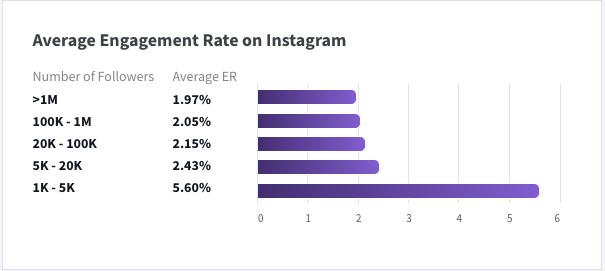 Average Engagement Rate on Instagram
Number of Followers Average ER
>1M 1.97%
100K - 1M 2.05%
20K - 100K 2.15%
5K - 20K 2.43%
1K - 5K 5.60%
0 1 2 3 4 5 6